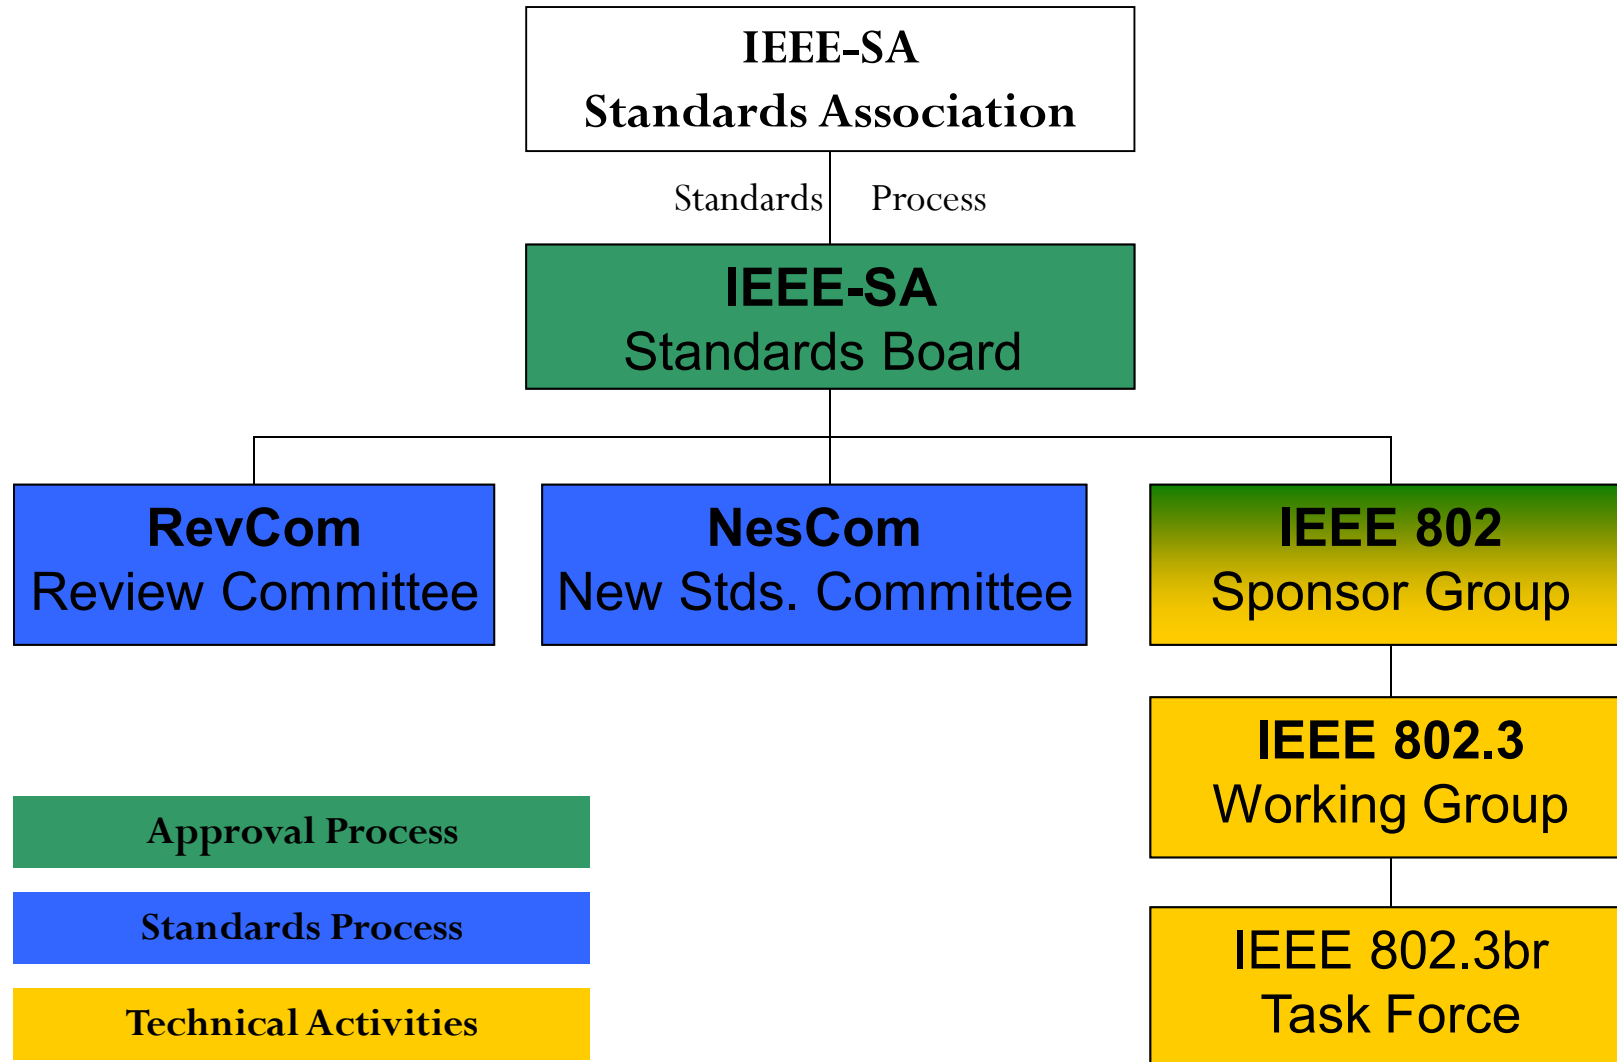 IEEE-SA
Standards Association
Standards Process
IEEE-SA
Standards Board
RevCom
Review Committee
NesCom
New Stds. Committee
IEEE 802
Sponsor Group
IEEE 802.3
Working Group
IEEE 802.3br
Task Force
Approval Process
Standards Process
Technical Activities